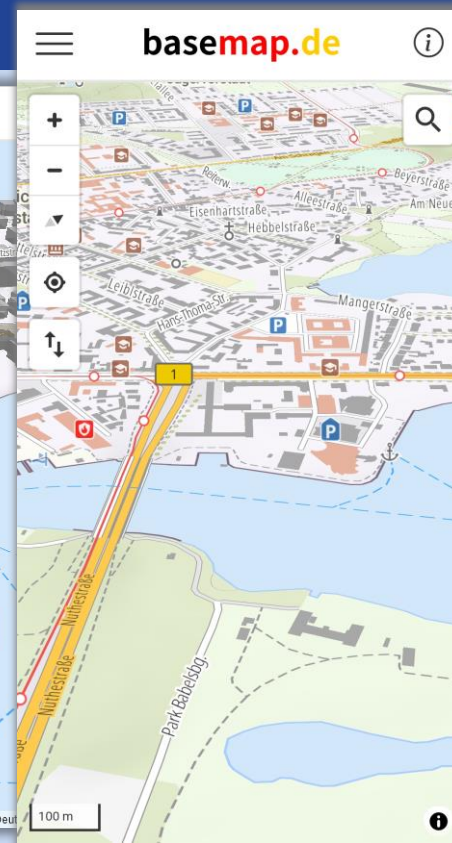 basemap.de
Reiterw.
Alleestraße
Beyerstraße
Eisenhartstraße
Am Neue
Hebbelstraße
Leiblstraße
Hans-Thoma-Str.
Mangerstraße
P
P
P
P
1
Nuthestraße
Nuthestraße
Park Babelsbg.
100 m